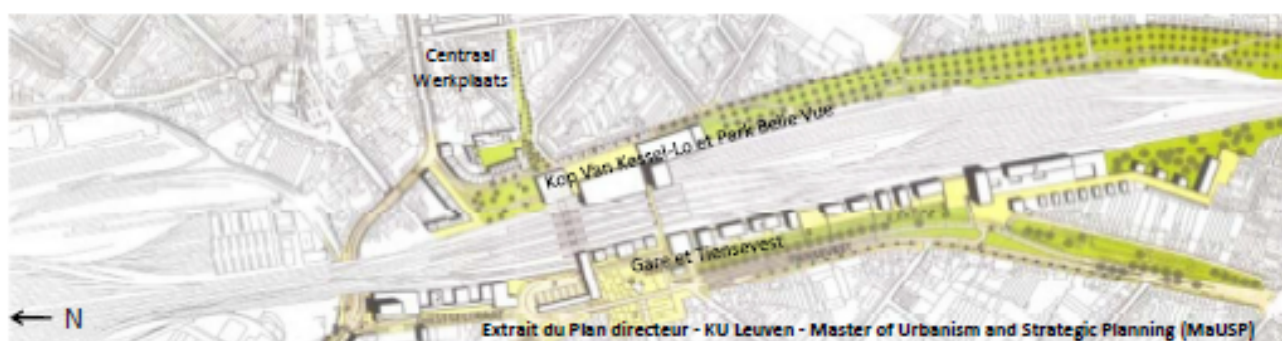 Centraal
Werkplaats
Kop Van Kessel-Lo et Park Belle Vue
Gare et Tiensevest
N
Extrait du Plan directeur - KU Leuven - Master of Urbanism and Strategic Planning (MaUSP)